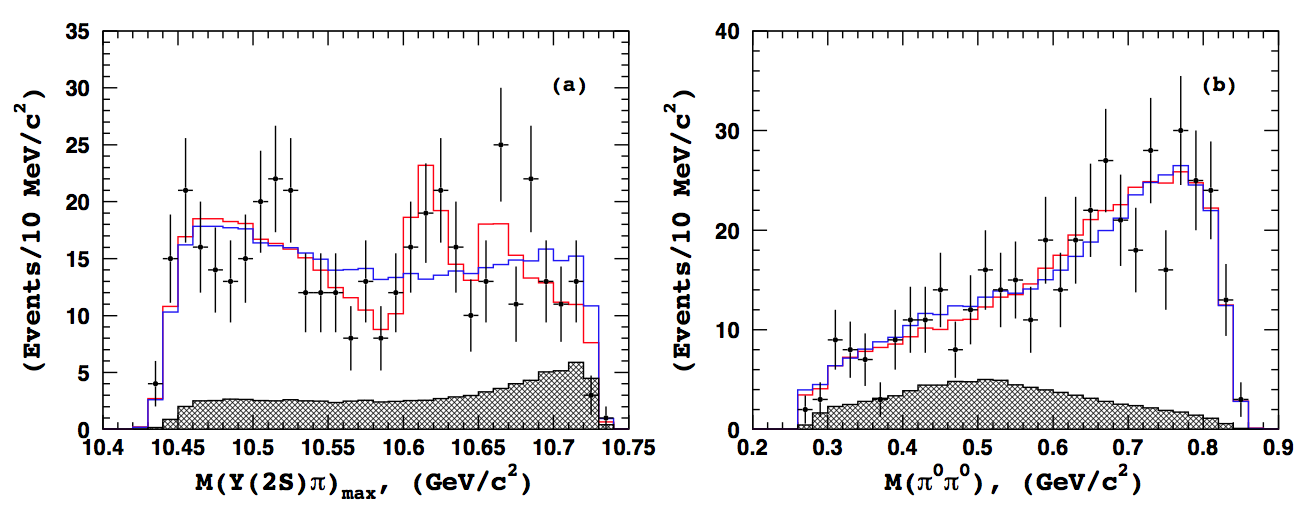 (Events/10 MeV/c²)
35
30
25
20
15
10
5
0
(a)
10.4 10.45 10.5 10.55 10.6 10.65 10.7 10.75
M(Y(2S)π)max, (GeV/c²)
(Events/10 MeV/c²)
40
30
20
10
0
(b)
0.2 0.3 0.4 0.5 0.6 0.7 0.8 0.9
M(π⁰π⁰), (GeV/c²)